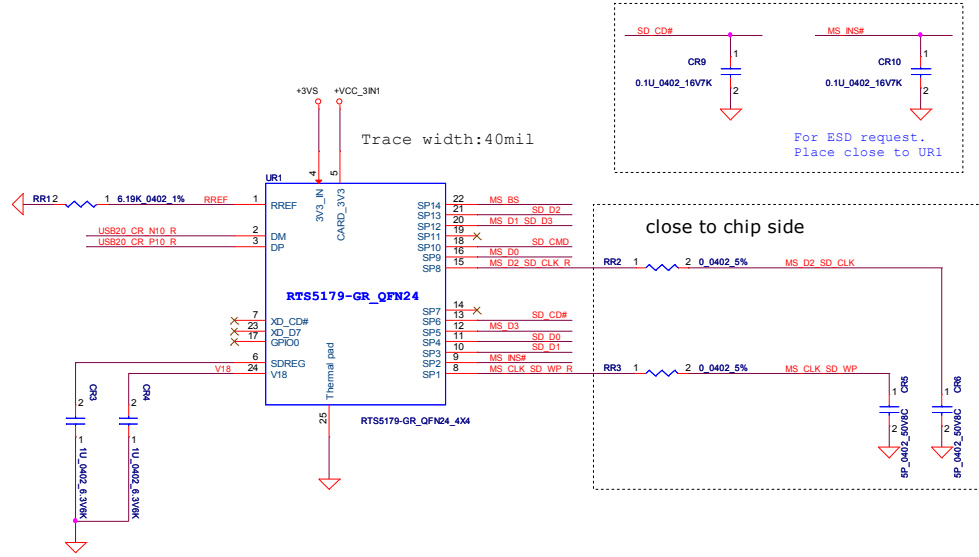 SD_CD#
MS_INS#
CR9
1
CR10
1
0.1U_0402_16V7K
2
0.1U_0402_16V7K
2
+3VS
+VCC_3IN1
Trace width:40mil
For ESD request.
Place close to UR1
4
5
UR1
3V3_IN
CARD_3V3
RR1 2
1
6.19K_0402_1%
RREF
1
RREF
USB20_CR_N10_R
2
DM
USB20_CR_P10_R
3
DP
SP14
22
MS_BS
SP13
21
SD_D2
SP12
20
MS_D1_SD_D3
SP11
19
SP10
18
SD_CMD
SP9
16
MS_D0
SP8
15
MS_D2_SD_CLK_R
close to chip side
RR2
1
2
0_0402_5%
MS_D2_SD_CLK
RTS5179-GR_QFN24
SP7
14
SP6
13
SD_CD#
SP5
12
MS_D3
SP4
11
SD_D0
SP3
10
SD_D1
SP2
9
MS_INS#
SP1
8
MS_CLK_SD_WP_R
RR3
1
2
0_0402_5%
MS_CLK_SD_WP
7
XD_CD#
23
XD_D7
17
GPIO0
6
SDREG
V18
24
V18
Thermal pad
25
RTS5179-GR_QFN24_4X4
CR3
2
1
1U_0402_6.3V6K
CR4
2
1
1U_0402_6.3V6K
CR5
1
2
5P_0402_50V8C
CR6
1
2
5P_0402_50V8C